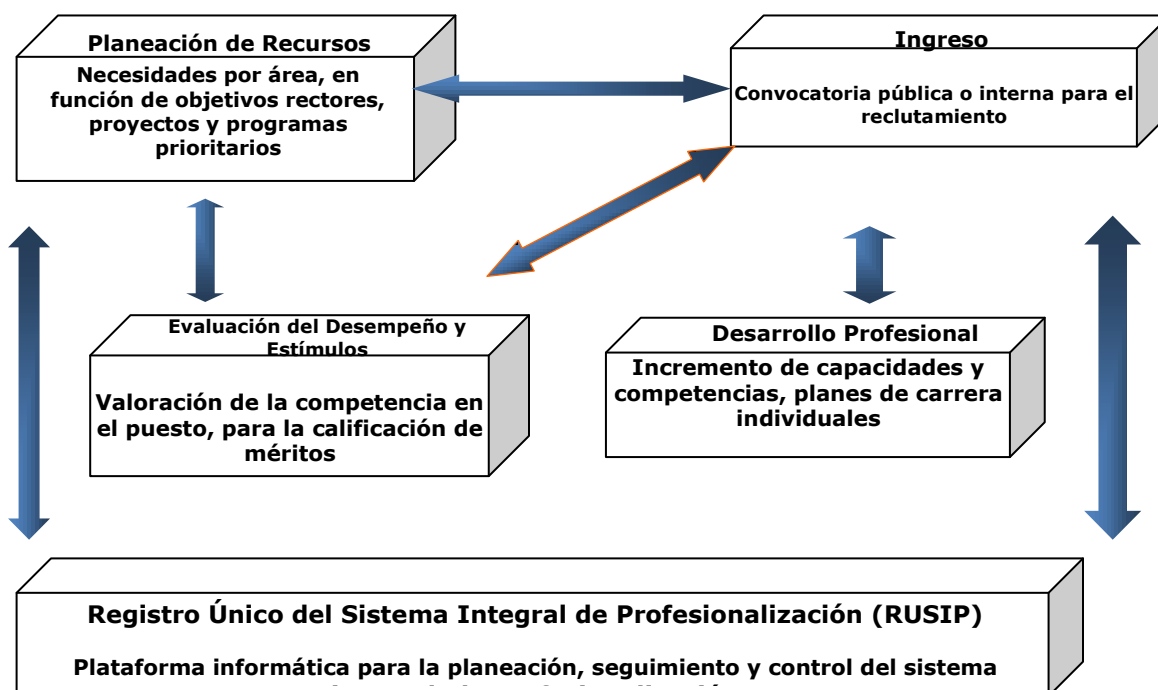 Planeación de Recursos
Necesidades por área, en
función de objetivos rectores,
proyectos y programas
prioritarios
Ingreso
Convocatoria pública o interna para el
reclutamiento
Evaluación del Desempeño y
Estímulos
Valoración de la competencia en
el puesto, para la calificación de
méritos
Desarrollo Profesional
Incremento de capacidades y
competencias, planes de carrera
individuales
Registro Único del Sistema Integral de Profesionalización (RUSIP)
Plataforma informática para la planeación, seguimiento y control del sistema